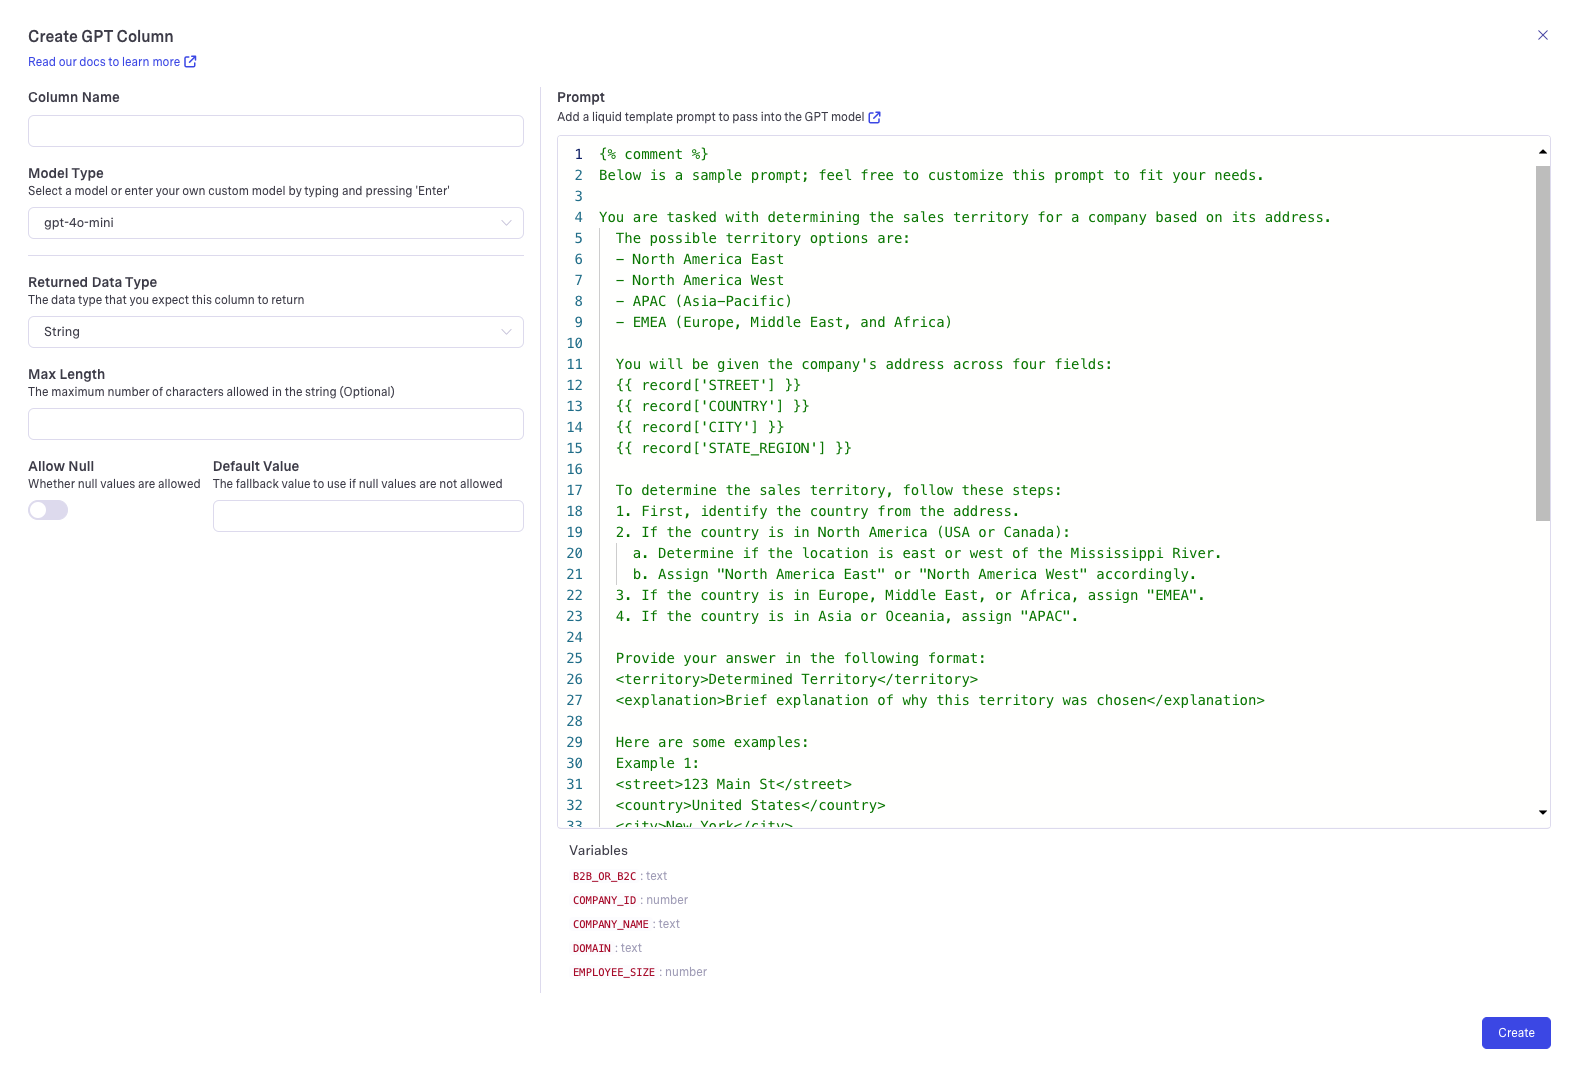 Create GPT Column
Read our docs to learn more
Column Name
Model Type
Select a model or enter your own custom model by typing and pressing 'Enter'
gpt-4o-mini
Returned Data Type
The data type that you expect this column to return
String
Max Length
The maximum number of characters allowed in the string (Optional)
Allow Null
Whether null values are allowed
Default Value
The fallback value to use if null values are not allowed
Prompt
Add a liquid template prompt to pass into the GPT model
1 {% comment %}
2 Below is a sample prompt; feel free to customize this prompt to fit your needs.
3
4 You are tasked with determining the sales territory for a company based on its address.
5 The possible territory options are:
6 - North America East
7 - North America West
8 - APAC (Asia-Pacific)
9 - EMEA (Europe, Middle East, and Africa)
10
11 You will be given the company's address across four fields:
12 {{ record['STREET'] }}
13 {{ record['COUNTRY'] }}
14 {{ record['CITY'] }}
15 {{ record['STATE_REGION'] }}
16
17 To determine the sales territory, follow these steps:
18 1. First, identify the country from the address.
19 2. If the country is in North America (USA or Canada):
20 a. Determine if the location is east or west of the Mississippi River.
21 b. Assign "North America East" or "North America West" accordingly.
22 3. If the country is in Europe, Middle East, or Africa, assign "EMEA".
23 4. If the country is in Asia or Oceania, assign "APAC".
24
25 Provide your answer in the following format:
26 <territory>Determined Territory</territory>
27 <explanation>Brief explanation of why this territory was chosen</explanation>
28
29 Here are some examples:
30 Example 1:
31 <street>123 Main St</street>
32 <country>United States</country>
33 <city>New York</city>
Variables
B2B_OR_B2C : text
COMPANY_ID : number
COMPANY_NAME : text
DOMAIN : text
EMPLOYEE_SIZE : number
Create